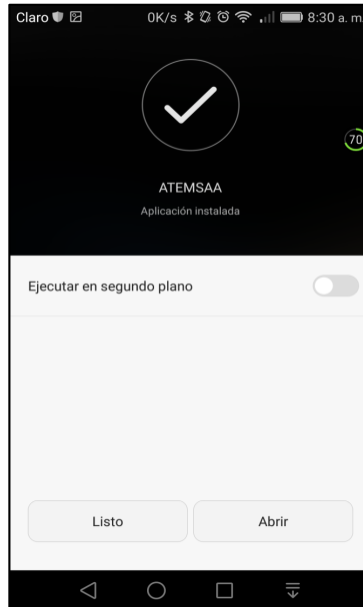 Claro 0K/s 8:30 a. m.
70
ATEMSAA
Aplicación instalada
Ejecutar en segundo plano
Listo Abrir